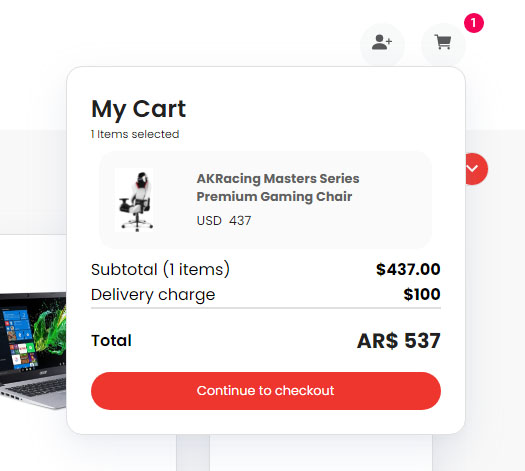 1
My Cart
1 Items selected
AKRacing Masters Series
Premium Gaming Chair
USD 437
Subtotal (1 items) $437.00
Delivery charge $100
Total AR$ 537
Continue to checkout